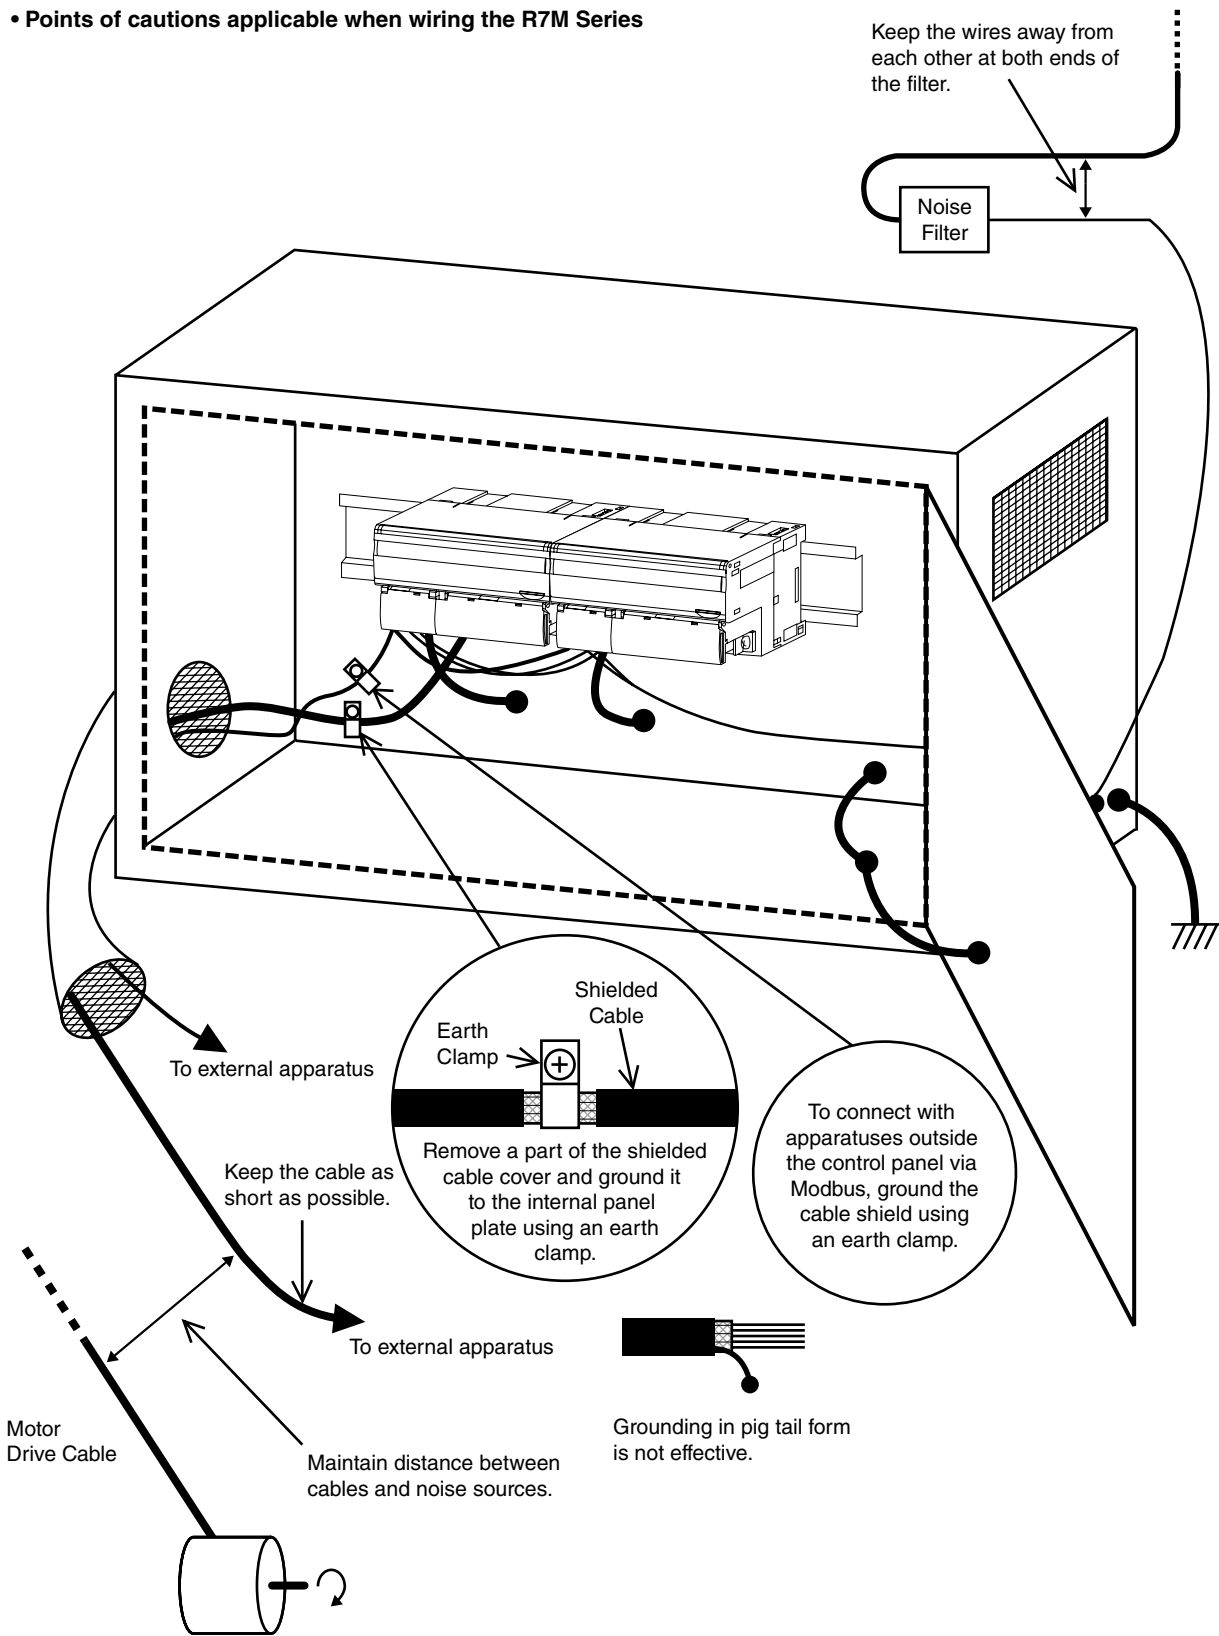 • Points of cautions applicable when wiring the R7M Series
Keep the wires away from
each other at both ends of
the filter.
Noise
Filter
Shielded
Cable
Earth
Clamp
Remove a part of the shielded
cable cover and ground it
to the internal panel
plate using an earth
clamp.
To connect with
apparatuses outside
the control panel via
Modbus, ground the
cable shield using
an earth clamp.
To external apparatus
Keep the cable as
short as possible.
To external apparatus
Motor
Drive Cable
Maintain distance between
cables and noise sources.
Grounding in pig tail form
is not effective.